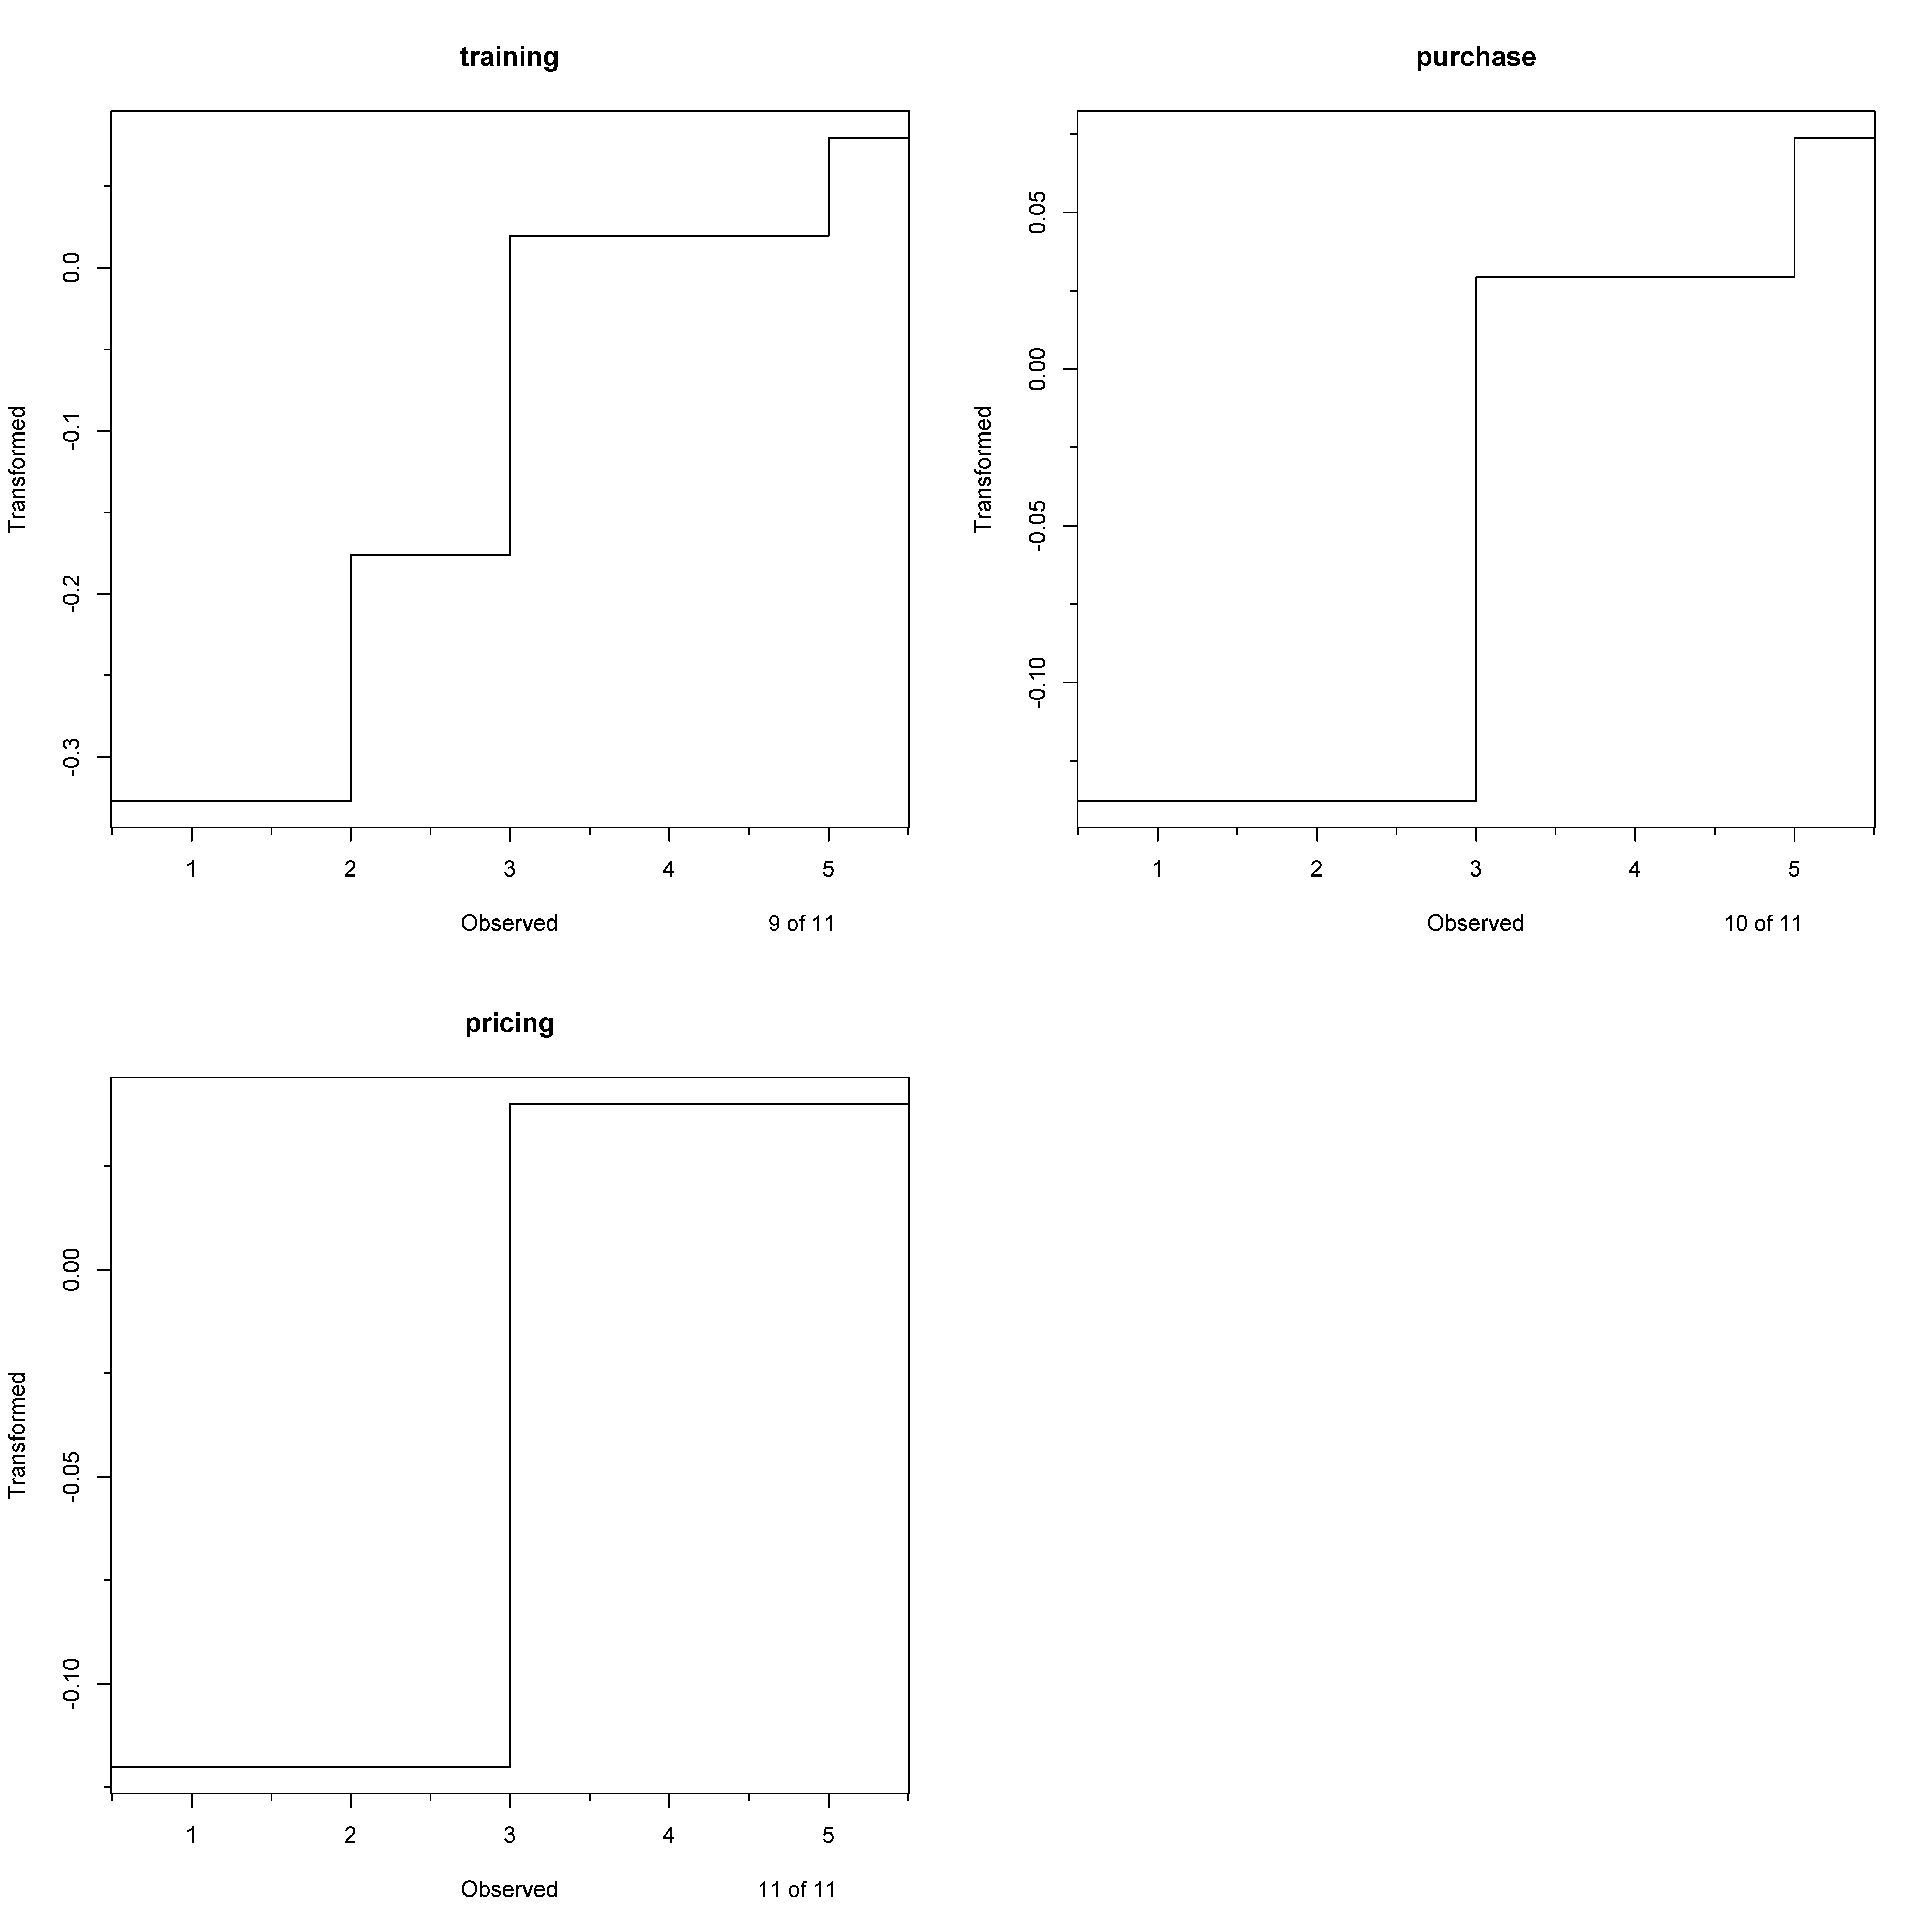 training
0.0
-0.1
-0.2
-0.3
Transformed
1 2 3 4 5
Observed 9 of 11
purchase
0.05
0.00
-0.05
-0.10
Transformed
1 2 3 4 5
Observed 10 of 11
pricing
0.00
-0.05
-0.10
Transformed
1 2 3 4 5
Observed 11 of 11